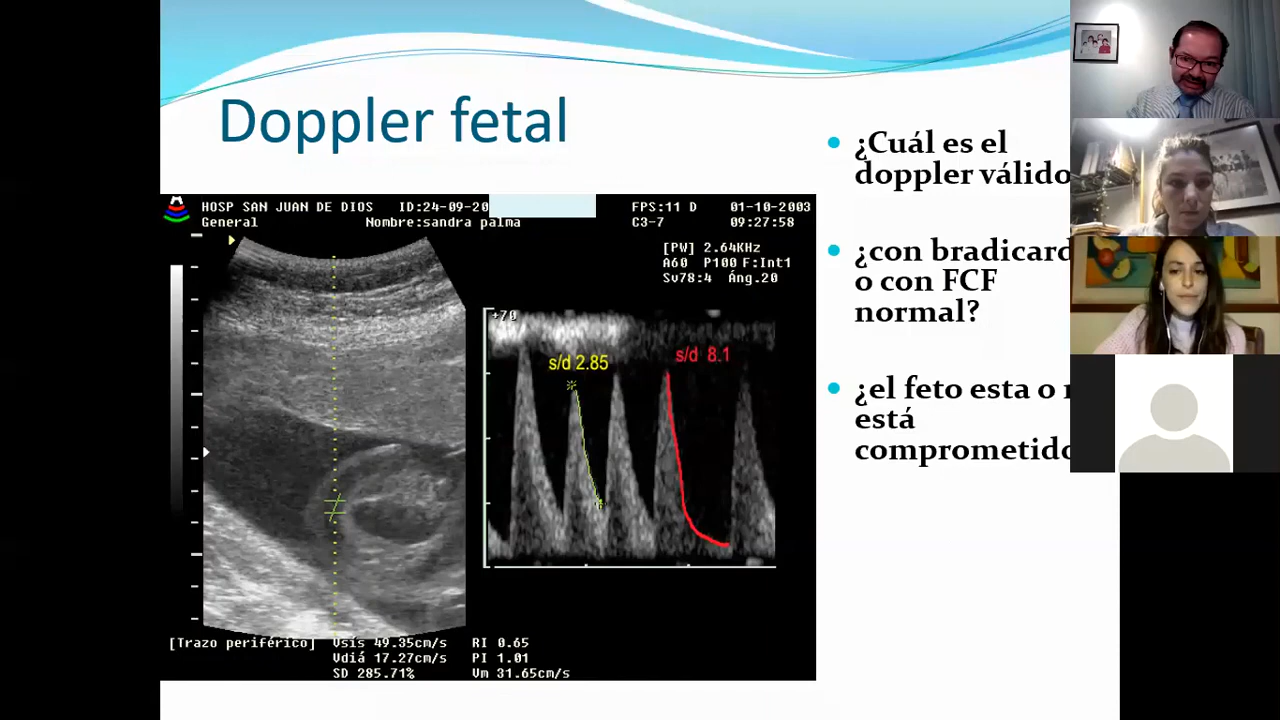 Doppler fetal
HOSP SAN JUAN DE DIOS ID:24-09-20 FPS:11 D 01-10-2003
General Nombre:sandra palma C3-7 09:27:58
[PW] 2.64KHz
A60 P100 F:Int1
Sv78:4 Áng.20
+70
s/d 2.85
s/d 8.1
[Trazo periférico] Vsis 49.35cm/s RI 0.65
Vdiá 17.27cm/s PI 1.01
SD 285.71% Vm 31.65cm/s
¿Cuál es el
doppler válido
¿con bradicard
o con FCF
normal?
¿el feto esta o
está
comprometido